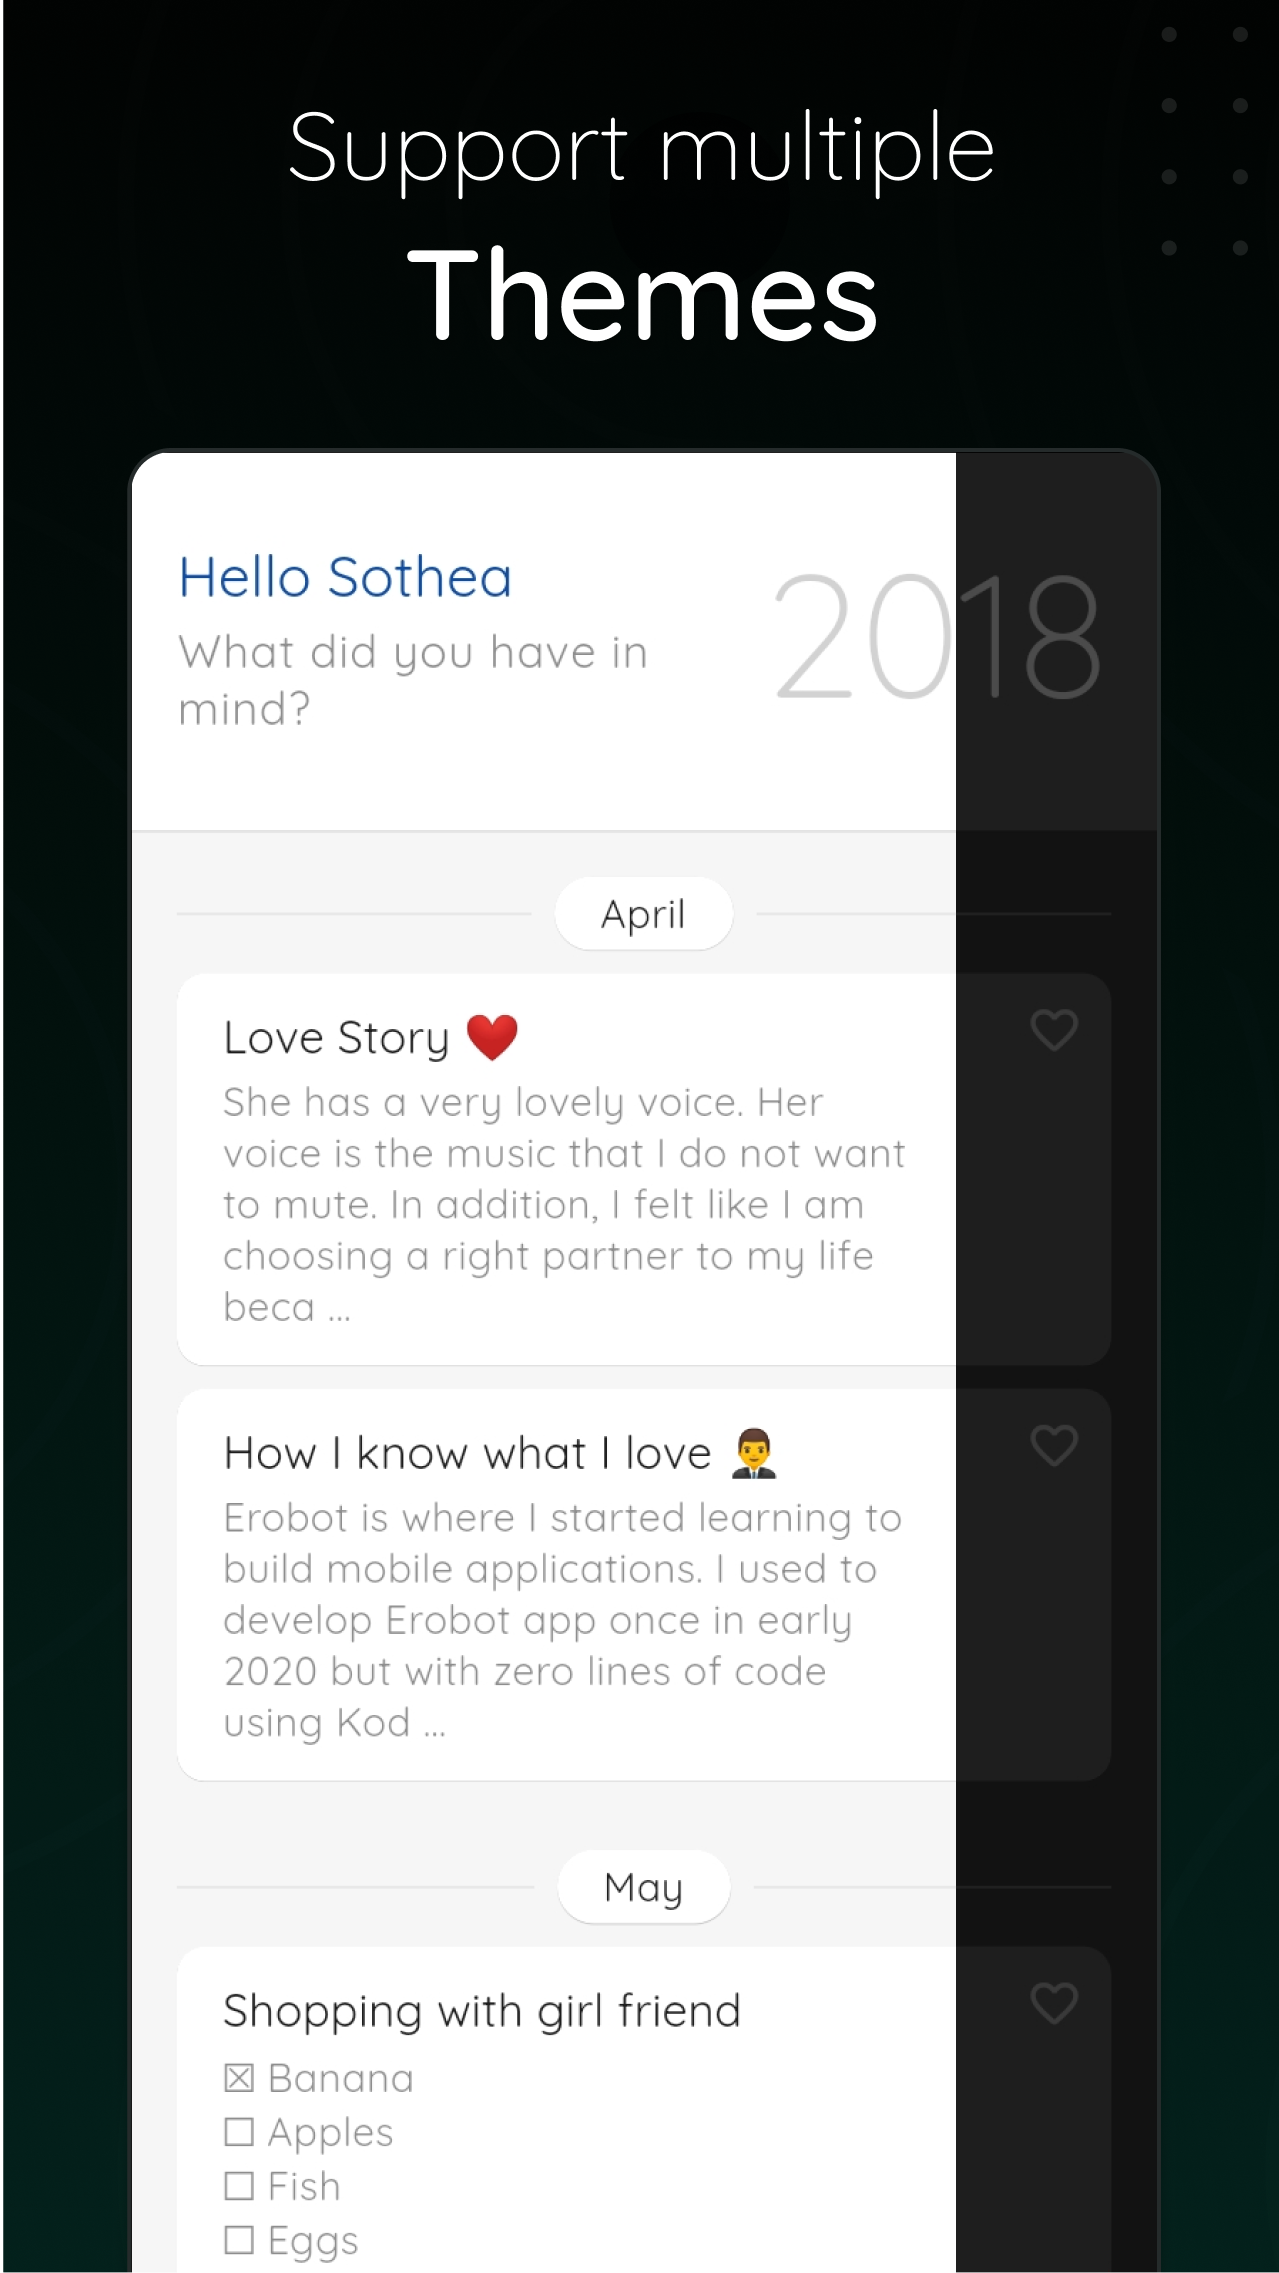 Support multiple
Themes
Hello Sothea
What did you have in
mind?
2018
April
Love Story ❤️
She has a very lovely voice. Her
voice is the music that I do not want
to mute. In addition, I felt like I am
choosing a right partner to my life
beca ...
How I know what I love 🤵‍♂️
Erobot is where I started learning to
build mobile applications. I used to
develop Erobot app once in early
2020 but with zero lines of code
using Kod ...
May
Shopping with girl friend
☒ Banana
☐ Apples
☐ Fish
☐ Eggs